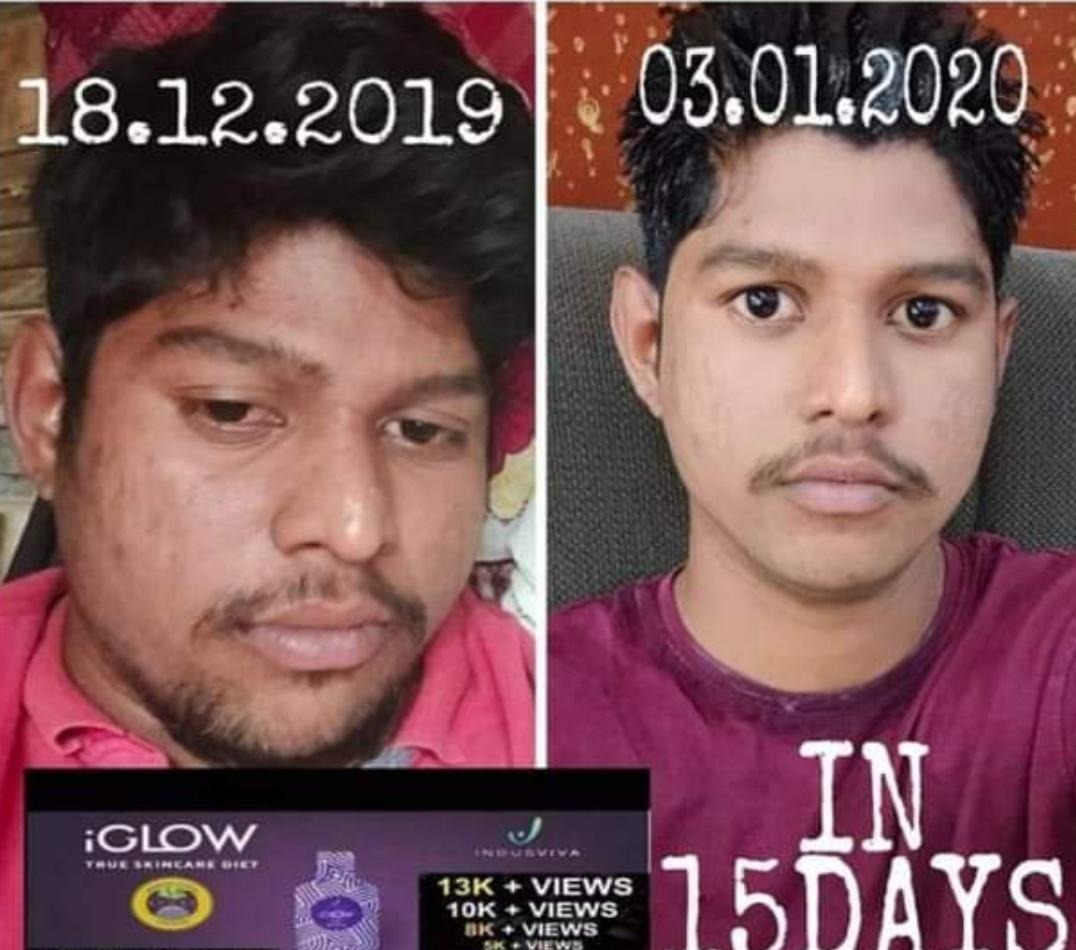 18.12.2019
03.01.2020
IN
15DAYS
iGLOW
TRUE SKINCARE DIET
INDUSVIVA
13K + VIEWS
10K + VIEWS
8K + VIEWS
5K + VIEWS